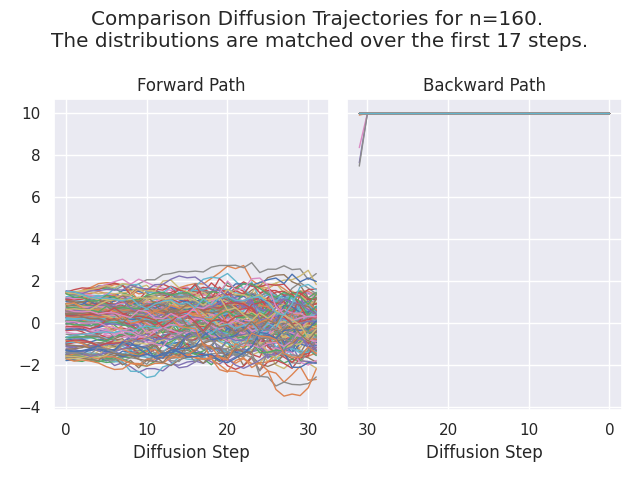 Comparison Diffusion Trajectories for n=160.
The distributions are matched over the first 17 steps.
Forward Path
Backward Path
10
8
6
4
2
0
−2
−4
0
10
20
30
30
20
10
0
Diffusion Step
Diffusion Step